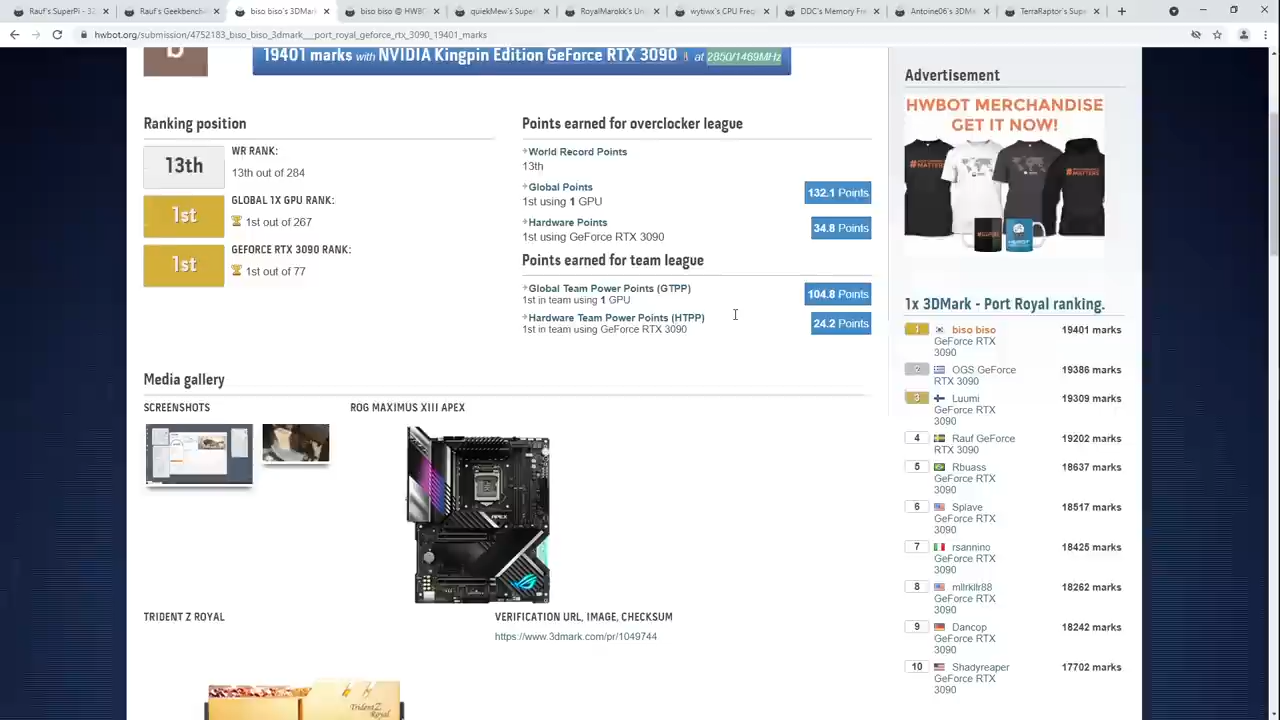 Rauf's SuperPi - 32
Rauf's Geekbench
biso biso's 3DMar
biso biso @ HWBC
quiekMew's Super
RoyalMarokk's Un
wytiwx's CPU Freq
DDC's Memory Fre
Antoine06's 3DMa
TerraRaptor's Supe
hwbot.org/submission/4752183_biso_biso_3dmark___port_royal_geforce_rtx_3090_19401_marks
19401 marks with NVIDIA Kingpin Edition GeForce RTX 3090 at 2850/1469MHz
Ranking position
13th
WR RANK:
13th out of 284
1st
GLOBAL 1X GPU RANK:
1st out of 267
1st
GEFORCE RTX 3090 RANK:
1st out of 77
Points earned for overclocker league
World Record Points
13th
Global Points
1st using 1 GPU
132.1 Points
Hardware Points
1st using GeForce RTX 3090
34.8 Points
Points earned for team league
Global Team Power Points (GTPP)
1st in team using 1 GPU
104.8 Points
Hardware Team Power Points (HTPP)
1st in team using GeForce RTX 3090
24.2 Points
Media gallery
SCREENSHOTS
ROG MAXIMUS XIII APEX
TRIDENT Z ROYAL
Trident Z
Royal
VERIFICATION URL, IMAGE, CHECKSUM
https://www.3dmark.com/pr/1049744
Advertisement
HWBOT MERCHANDISE
GET IT NOW!
1x 3DMark - Port Royal ranking.
1 biso biso 19401 marks
GeForce RTX
3090
2 OGS GeForce 19386 marks
RTX 3090
3 Luumi 19309 marks
GeForce RTX
3090
4 Rauf GeForce 19202 marks
RTX 3090
5 Rbuass 18637 marks
GeForce RTX
3090
6 Splave 18517 marks
GeForce RTX
3090
7 rsannino 18425 marks
GeForce RTX
3090
8 mllrkllr88 18262 marks
GeForce RTX
3090
9 Dancop 18242 marks
GeForce RTX
3090
10 Shadyreaper 17702 marks
GeForce RTX
3090